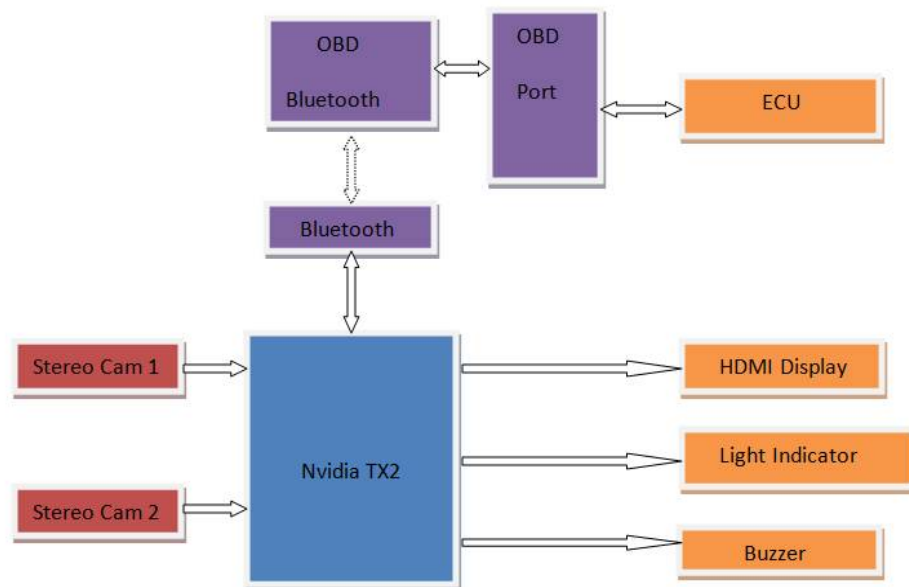 OBD
Bluetooth
OBD
Port
ECU
Bluetooth
Stereo Cam 1
HDMI Display
Nvidia TX2
Light Indicator
Stereo Cam 2
Buzzer